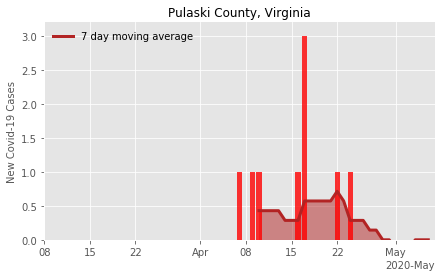 Pulaski County, Virginia
7 day moving average
New Covid-19 Cases
3.0
2.5
2.0
1.5
1.0
0.5
0.0
08 15 22 Apr 08 15 22 May
2020-May